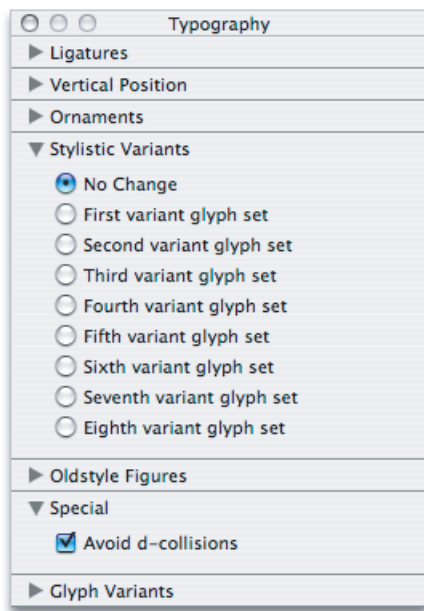 Typography
Ligatures
Vertical Position
Ornaments
Stylistic Variants
No Change
First variant glyph set
Second variant glyph set
Third variant glyph set
Fourth variant glyph set
Fifth variant glyph set
Sixth variant glyph set
Seventh variant glyph set
Eighth variant glyph set
Oldstyle Figures
Special
Avoid d-collisions
Glyph Variants